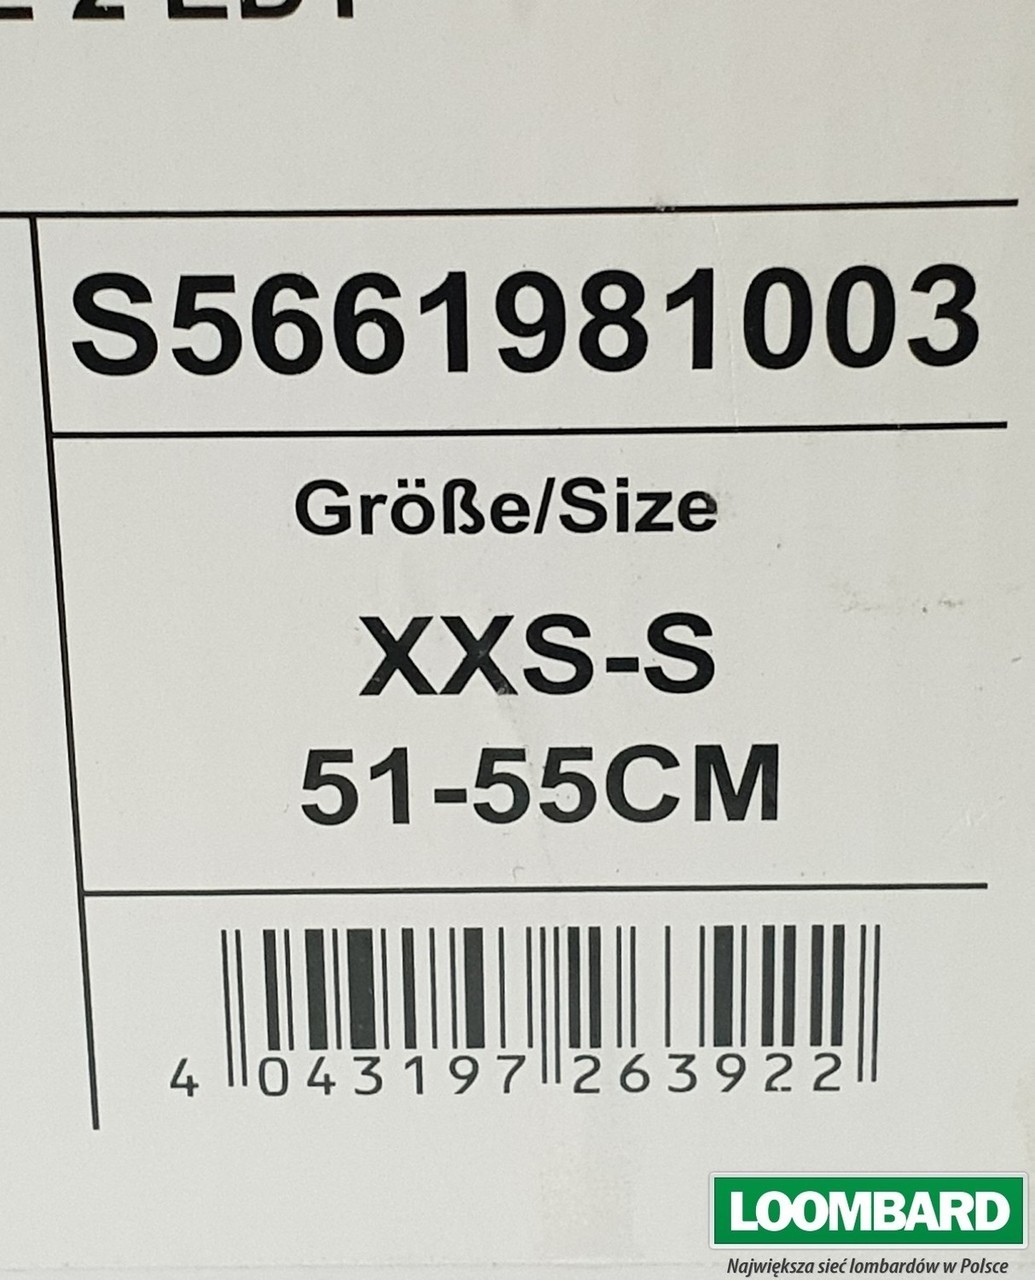 S5661981003
Größe/Size
XXS-S
51-55CM
4 043197 263922
LOOMBARD
Największa sieć lombardów w Polsce